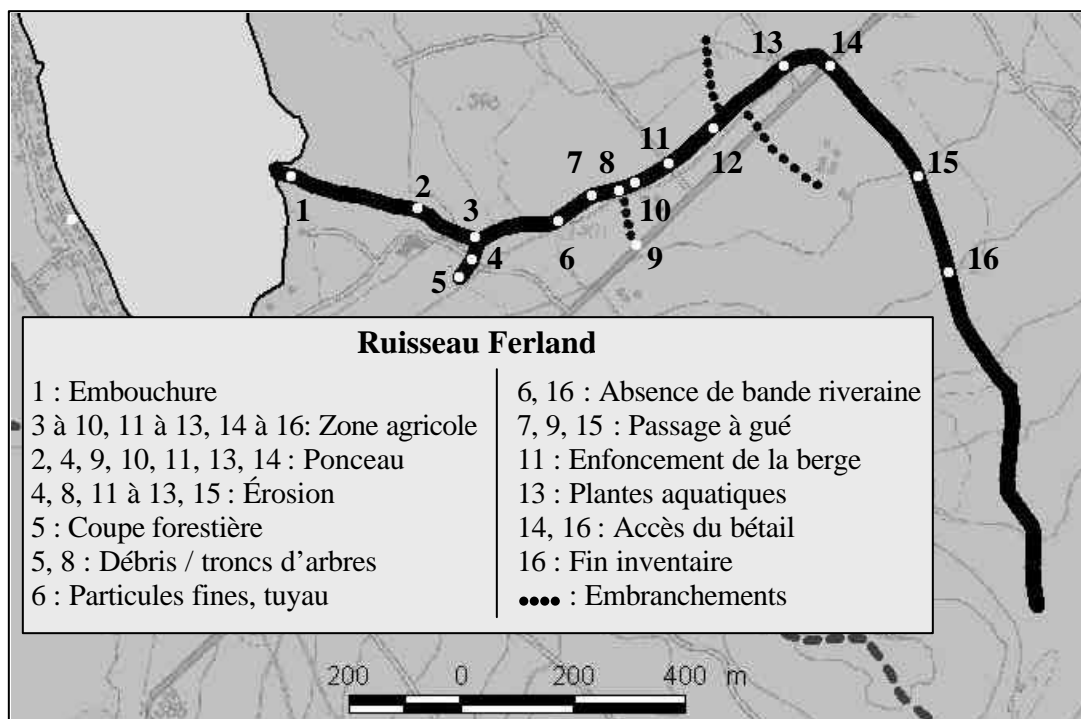 13
14
11
12
7
8
10
15
2
3
1
4
5
6
9
16
Ruisseau Ferland
1 : Embouchure
3 à 10, 11 à 13, 14 à 16: Zone agricole
2, 4, 9, 10, 11, 13, 14 : Ponceau
4, 8, 11 à 13, 15 : Érosion
5 : Coupe forestière
5, 8 : Débris / troncs d'arbres
6 : Particules fines, tuyau
6, 16 : Absence de bande riveraine
7, 9, 15 : Passage à gué
11 : Enfoncement de la berge
13 : Plantes aquatiques
14, 16 : Accès du bétail
16 : Fin inventaire
•••• : Embranchements
200 0 200 400 m